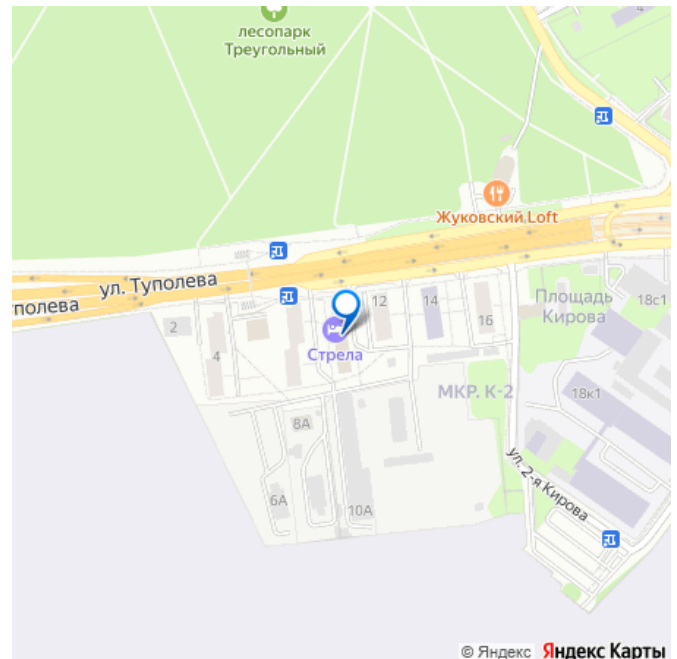 лесопарк
Треугольный
Жуковский Loft
ул. Туполева
уполева
12
14
Площадь
Кирова
18с1
2
16
4
Стрела
МКР. К-2
18к1
8А
ул. 2-я Кирова
6А
10А
© Яндекс Яндекс Карты